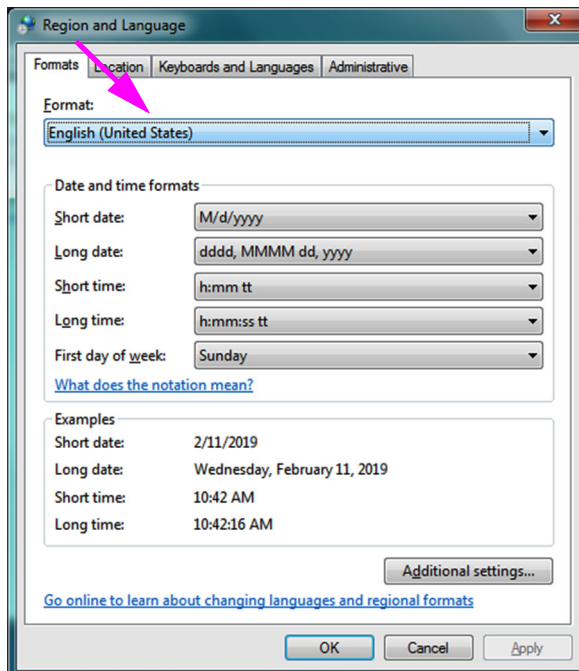 Region and Language
Formats Location Keyboards and Languages Administrative
Format:
English (United States)
Date and time formats
Short date: M/d/yyyy
Long date: dddd, MMMM dd, yyyy
Short time: h:mm tt
Long time: h:mm:ss tt
First day of week: Sunday
What does the notation mean?
Examples
Short date: 2/11/2019
Long date: Wednesday, February 11, 2019
Short time: 10:42 AM
Long time: 10:42:16 AM
Additional settings...
Go online to learn about changing languages and regional formats
OK Cancel Apply